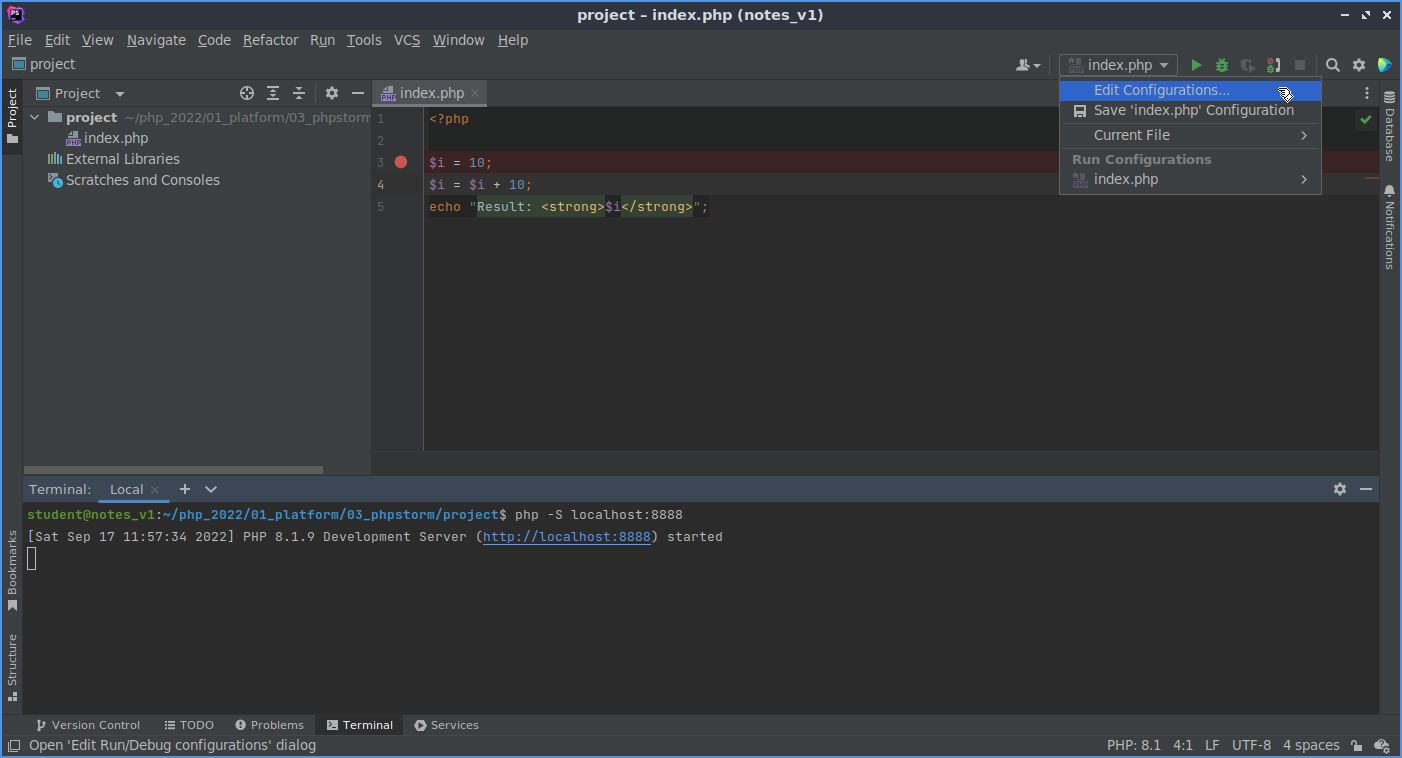 project – index.php (notes_v1)
File Edit View Navigate Code Refactor Run Tools VCS Window Help
project
index.php
Project
Project
index.php
Edit Configurations...
Save 'index.php' Configuration
Current File
Run Configurations
index.php
project ~/php_2022/01_platform/03_phpstorm
index.php
External Libraries
Scratches and Consoles
1 <?php
2
3 $i = 10;
4 $i = $i + 10;
5 echo "Result: <strong>$i</strong>";
Database
Notifications
Terminal: Local
student@notes_v1:~/php_2022/01_platform/03_phpstorm/project$ php -S localhost:8888
[Sat Sep 17 11:57:34 2022] PHP 8.1.9 Development Server (http://localhost:8888) started
Bookmarks
Structure
Version Control TODO Problems Terminal Services
Open 'Edit Run/Debug configurations' dialog
PHP: 8.1 4:1 LF UTF-8 4 spaces